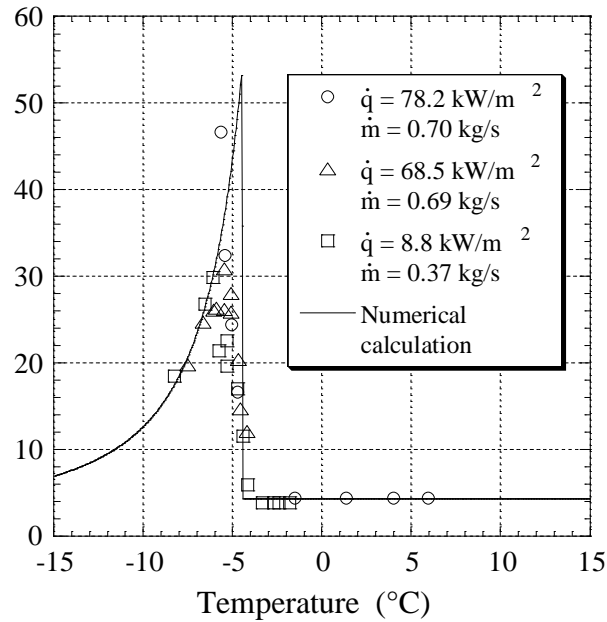 60
50
40
30
20
10
0
q̇ = 78.2 kW/m ²
ṁ = 0.70 kg/s
q̇ = 68.5 kW/m ²
ṁ = 0.69 kg/s
q̇ = 8.8 kW/m ²
ṁ = 0.37 kg/s
Numerical
calculation
-15 -10 -5 0 5 10 15
Temperature (°C)